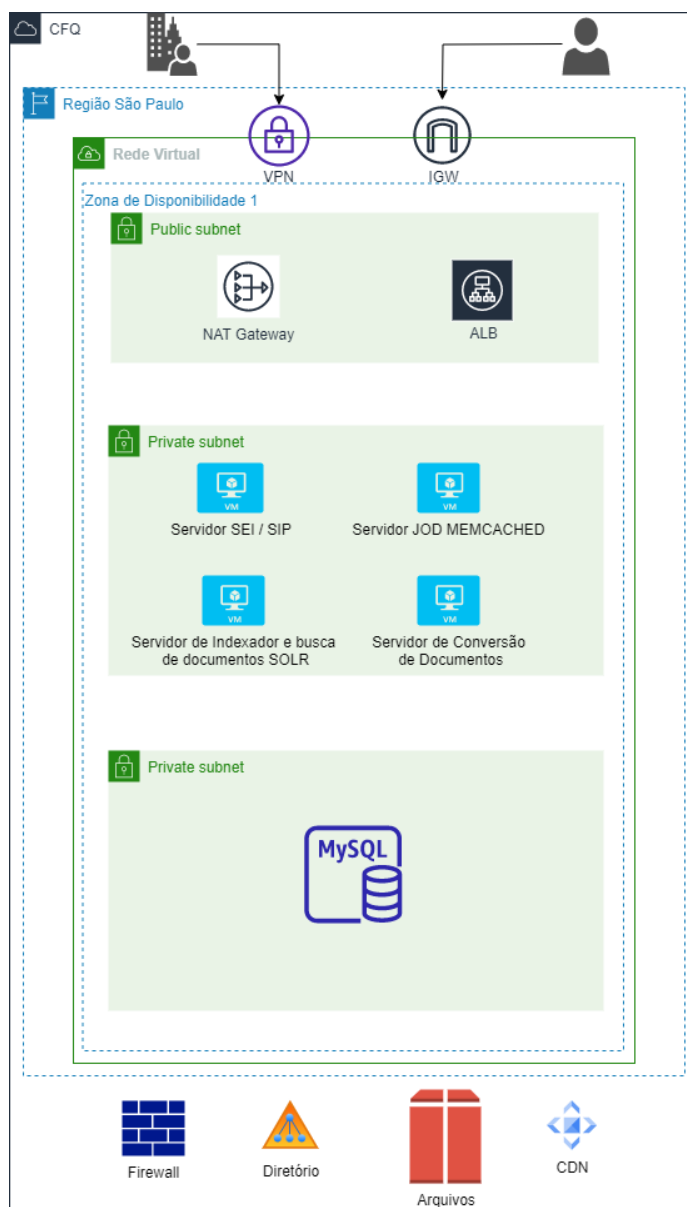 CFQ
Região São Paulo
Rede Virtual
VPN
IGW
Zona de Disponibilidade 1
Public subnet
NAT Gateway
ALB
Private subnet
VM
VM
Servidor SEI / SIP
Servidor JOD MEMCACHED
VM
VM
Servidor de Indexador e busca
de documentos SOLR
Servidor de Conversão
de Documentos
Private subnet
MySQL
Firewall
Diretório
Arquivos
CDN